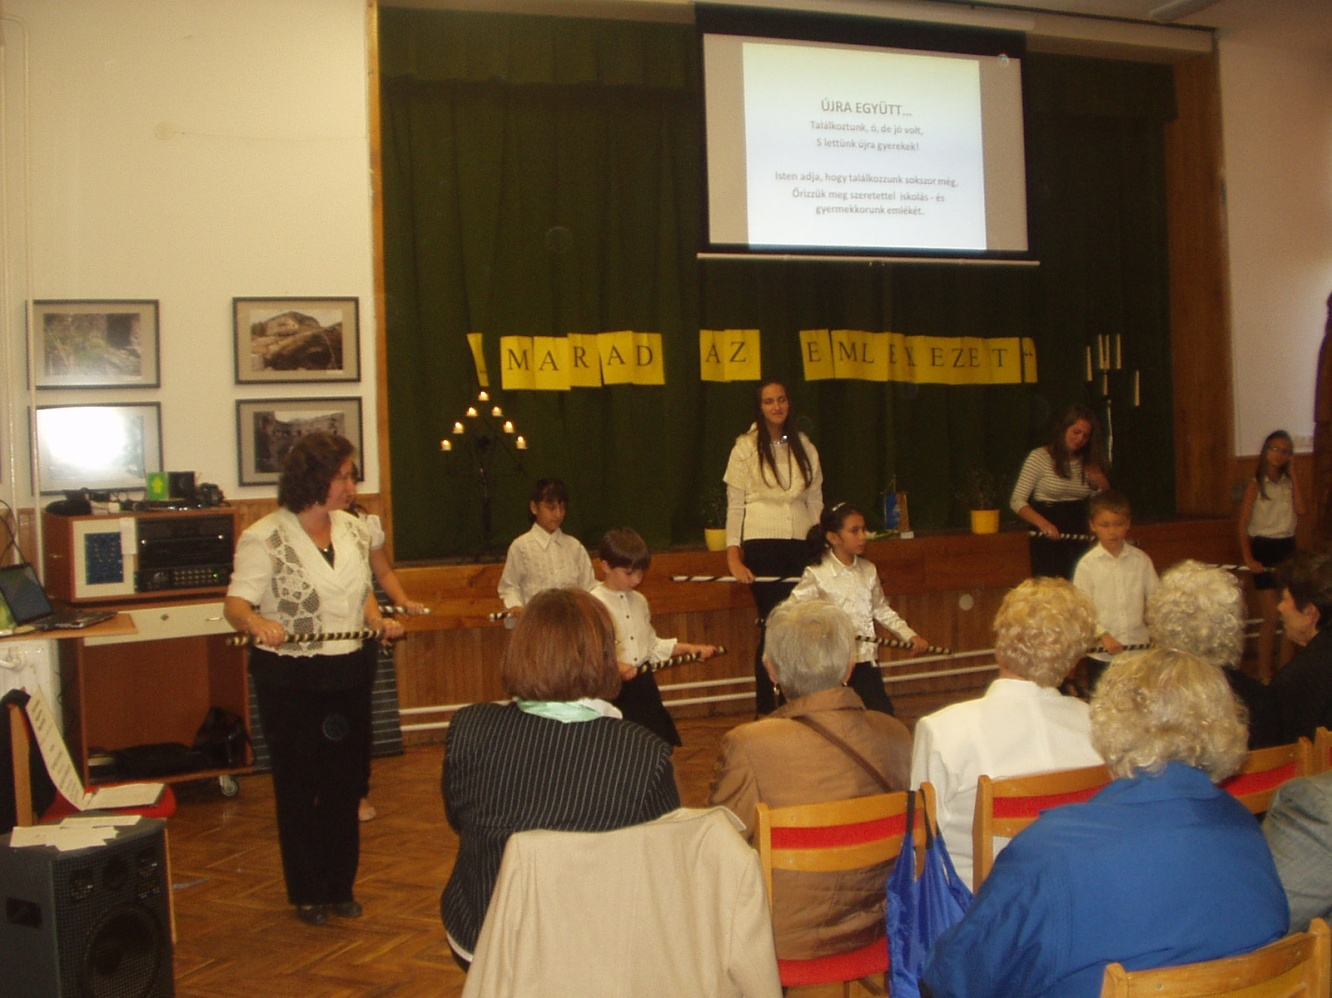 ÚJRA EGYÜTT...
Találkoztunk, ó, de jó volt,
S lettünk újra gyerekek!
Isten adja, hogy találkozzunk sokszor még,
Őrizzük meg szeretettel iskolás - és
gyermekkorunk emlékét.
„MARAD AZ EMLÉKEZET“